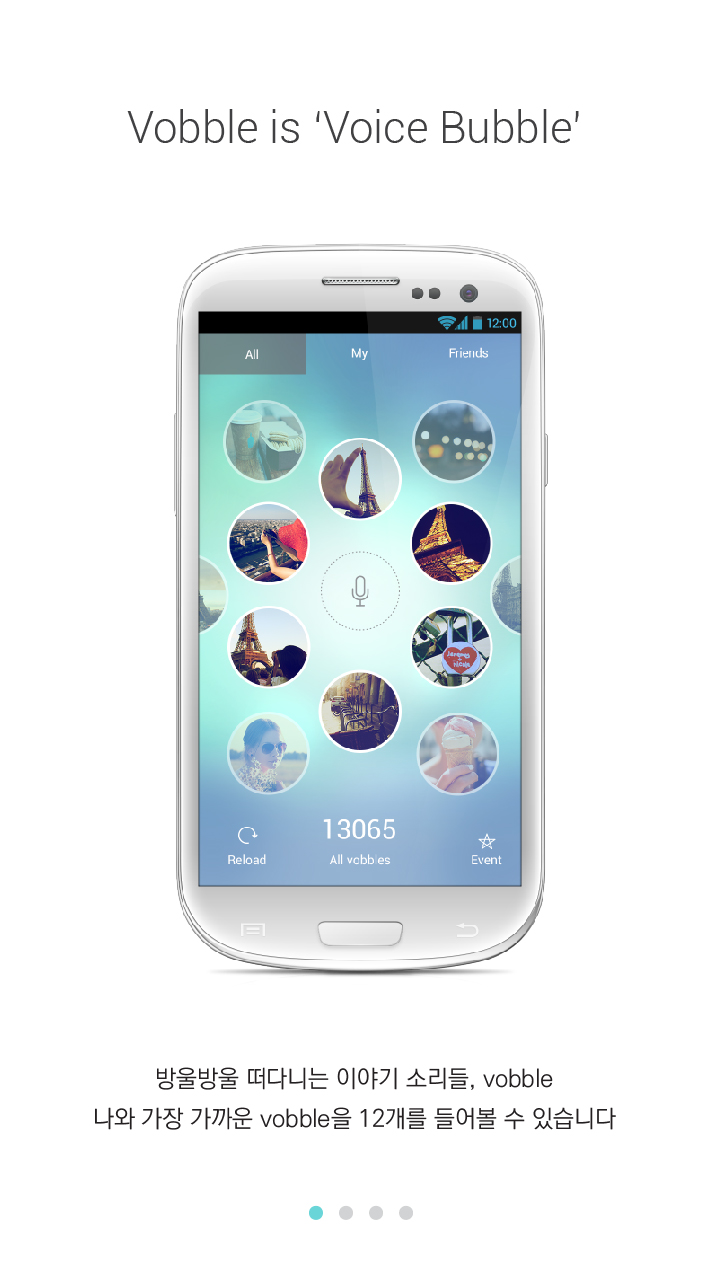 Vobble is ‘Voice Bubble’
12:00
All
My
Friends
13065
Reload
All vobbles
Event
방울방울 떠다니는 이야기 소리들, vobble
나와 가장 가까운 vobble을 12개를 들어볼 수 있습니다